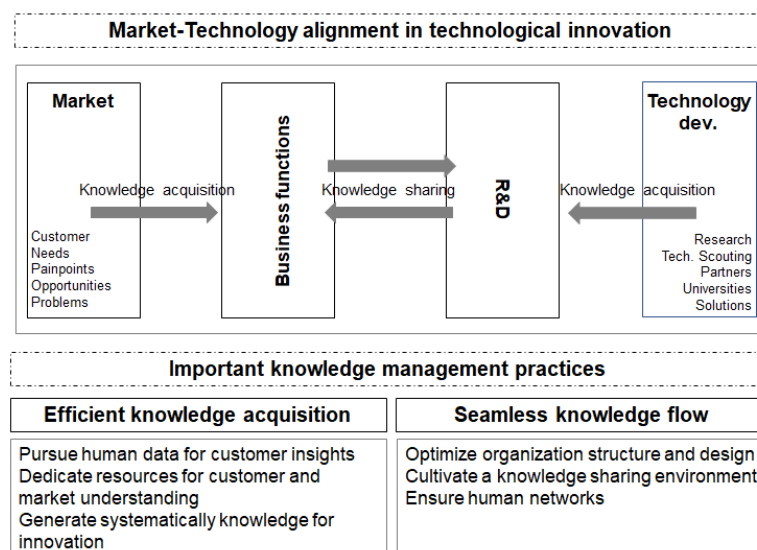 Market-Technology alignment in technological innovation
Market
Technology
dev.
Business functions
R&D
Knowledge acquisition
Knowledge sharing
Knowledge acquisition
Customer
Needs
Painpoints
Opportunities
Problems
Research
Tech. Scouting
Partners
Universities
Solutions
Important knowledge management practices
Efficient knowledge acquisition
Seamless knowledge flow
Pursue human data for customer insights
Dedicate resources for customer and
market understanding
Generate systematically knowledge for
innovation
Optimize organization structure and design
Cultivate a knowledge sharing environment
Ensure human networks